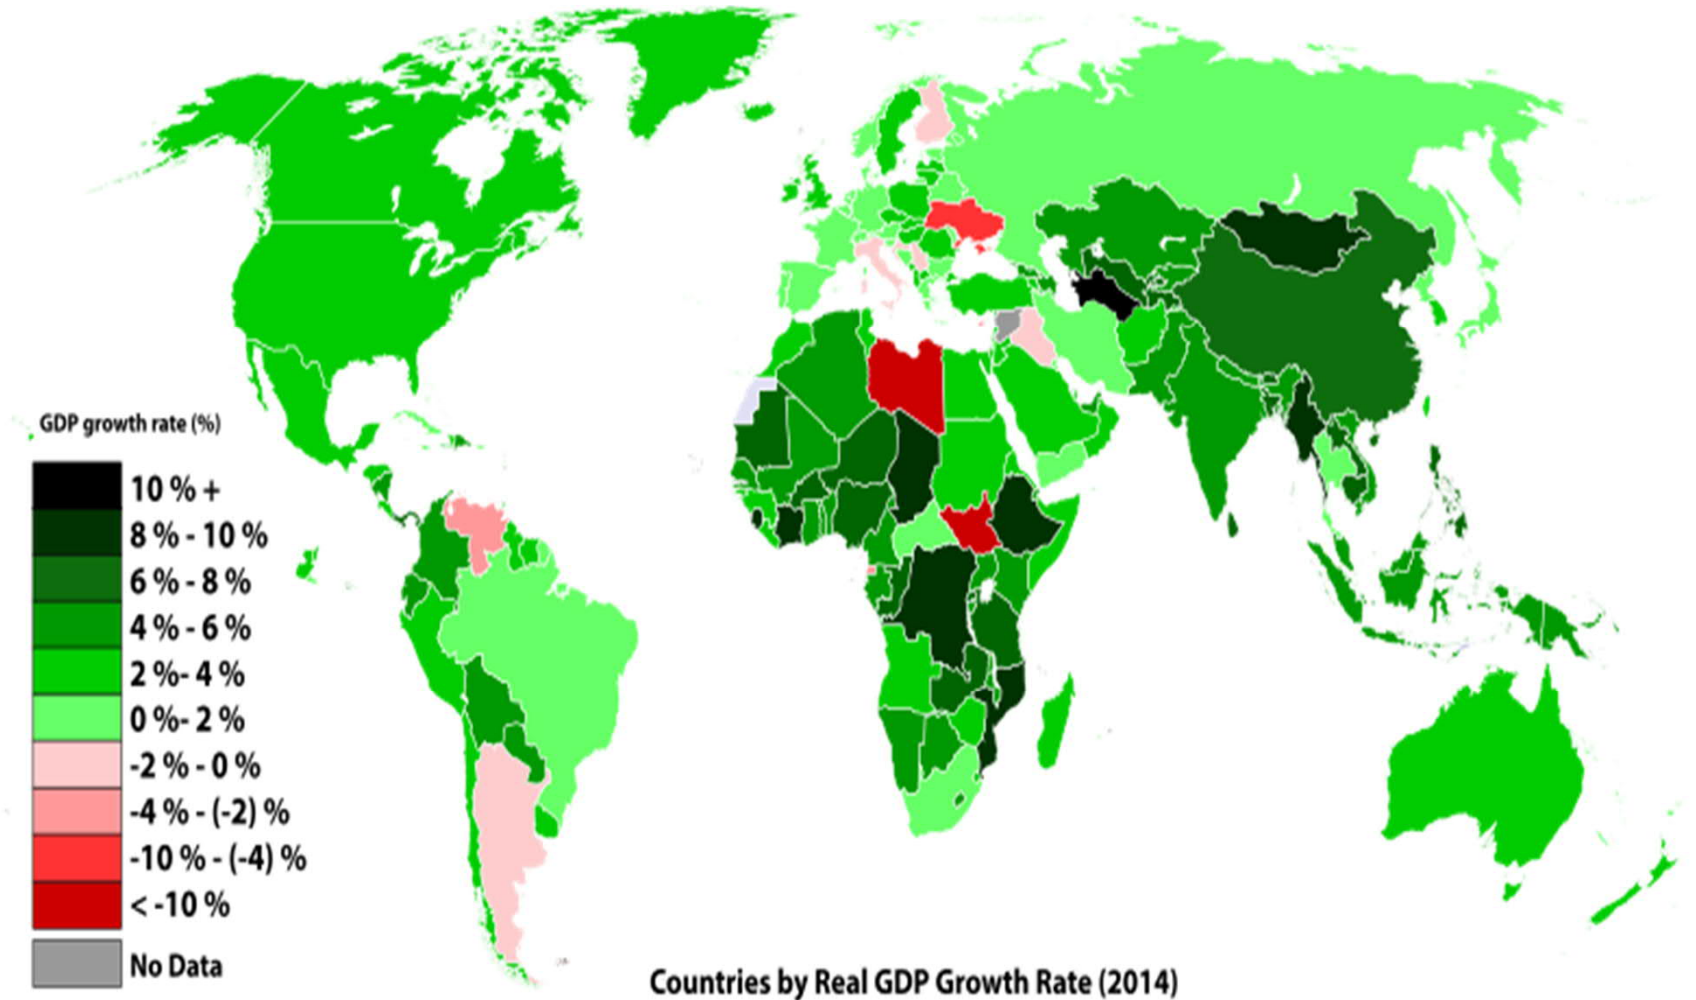 GDP growth rate (%)
10 % +
8 % - 10 %
6 % - 8 %
4 % - 6 %
2 %- 4 %
0 %- 2 %
-2 % - 0 %
-4 % - (-2) %
-10 % - (-4) %
< -10 %
No Data
Countries by Real GDP Growth Rate (2014)